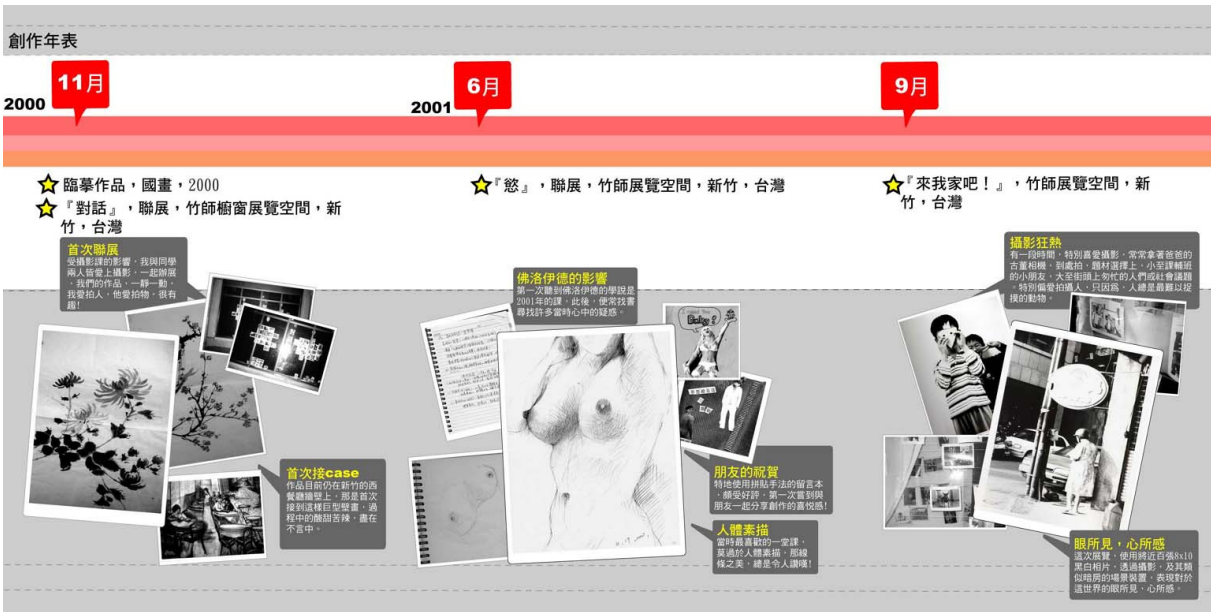 創作年表
2000
11月
2001
6月
9月
臨摹作品，國畫，2000
『對話』，聯展，竹師櫥窗展覽空間，新
竹，台灣
『慾』，聯展，竹師展覽空間，新竹，台灣
『來我家吧！』，竹師展覽空間，新
竹，台灣
首次聯展
受攝影課的影響，我與同學
兩人皆愛上攝影，一起辦展
，我們的作品，一靜一動，
我愛拍人，他愛拍物，很有
趣!
首次接case
作品目前仍在新竹的西
餐廳牆壁上，那是首次
接到這樣巨型壁畫，過
程中的酸甜苦辣，盡在
不言中。
佛洛伊德的影響
第一次聽到佛洛伊德的學說是
2001年的課，此後，便常找書
尋找許多當時心中的疑惑。
I need You
Baby!
朋友的祝賀
特地使用拼貼手法的留言本
，頗受好評，第一次嘗到與
朋友一起分享創作的喜悅感!
人體素描
當時最喜歡的一堂課，
莫過於人體素描，那線
條之美，總是令人讚嘆!
攝影狂熱
有一段時間，特別喜愛攝影，常常拿著爸爸的
古董相機，到處拍，題材選擇上，小至課輔班
的小朋友，大至街頭上匆忙的人們或社會議題
，特別偏愛拍攝人，只因為，人總是最難以捉
摸的動物。
眼所見，心所感
這次展覽，使用將近百張8x10
黑白相片，透過攝影，及其類
似暗房的場景裝置，表現對於
這世界的眼所見，心所感。